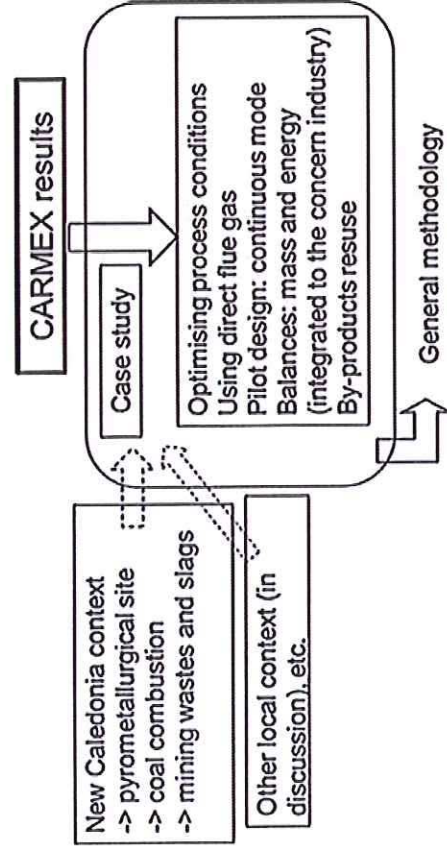 CARMEX results
New Caledonia context
-> pyrometallurgical site
-> coal combustion
-> mining wastes and slags
Other local context (in
discussion), etc.
Case study
Optimising process conditions
Using direct flue gas
Pilot design: continuous mode
Balances: mass and energy
(integrated to the concern industry)
By-products resuse
General methodology